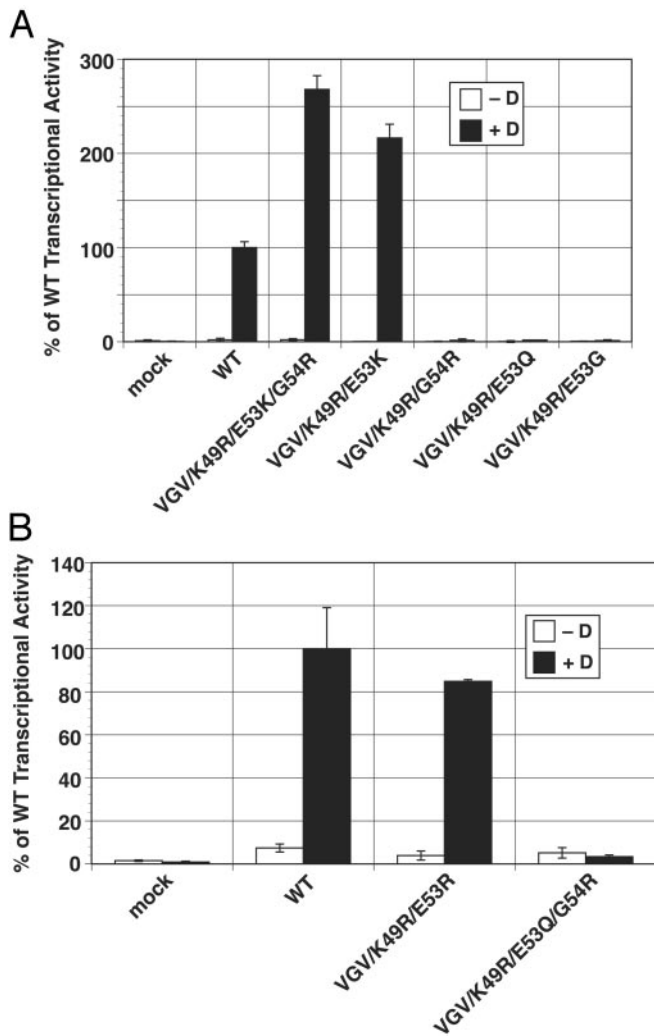 A
% of WT Transcriptional Activity
300
200
100
0
– D
+ D
mock
WT
VGV/K49R/E53K/G54R
VGV/K49R/E53K
VGV/K49R/G54R
VGV/K49R/E53Q
VGV/K49R/E53G
B
% of WT Transcriptional Activity
140
120
100
80
60
40
20
0
– D
+ D
mock
WT
VGV/K49R/E53R
VGV/K49R/E53Q/G54R